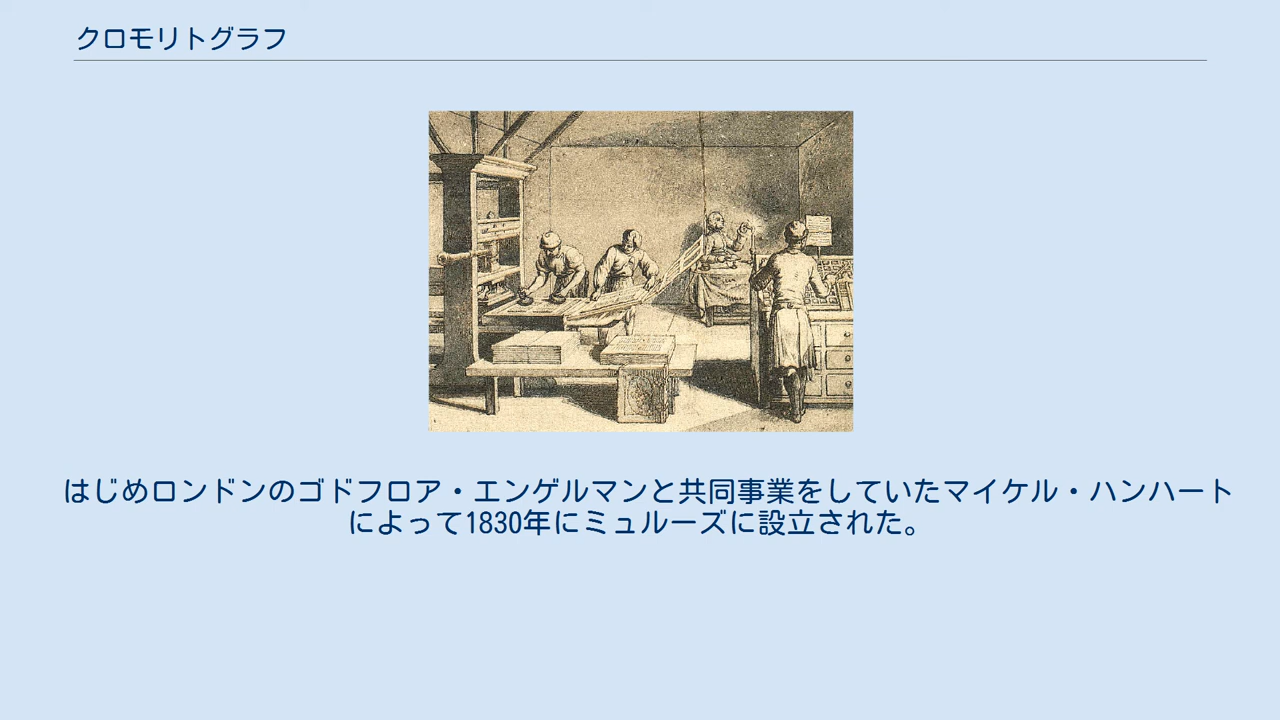 クロモリトグラフ
はじめロンドンのゴドフロア・エンゲルマンと共同事業をしていたマイケル・ハンハート
によって1830年にミュルーズに設立された。